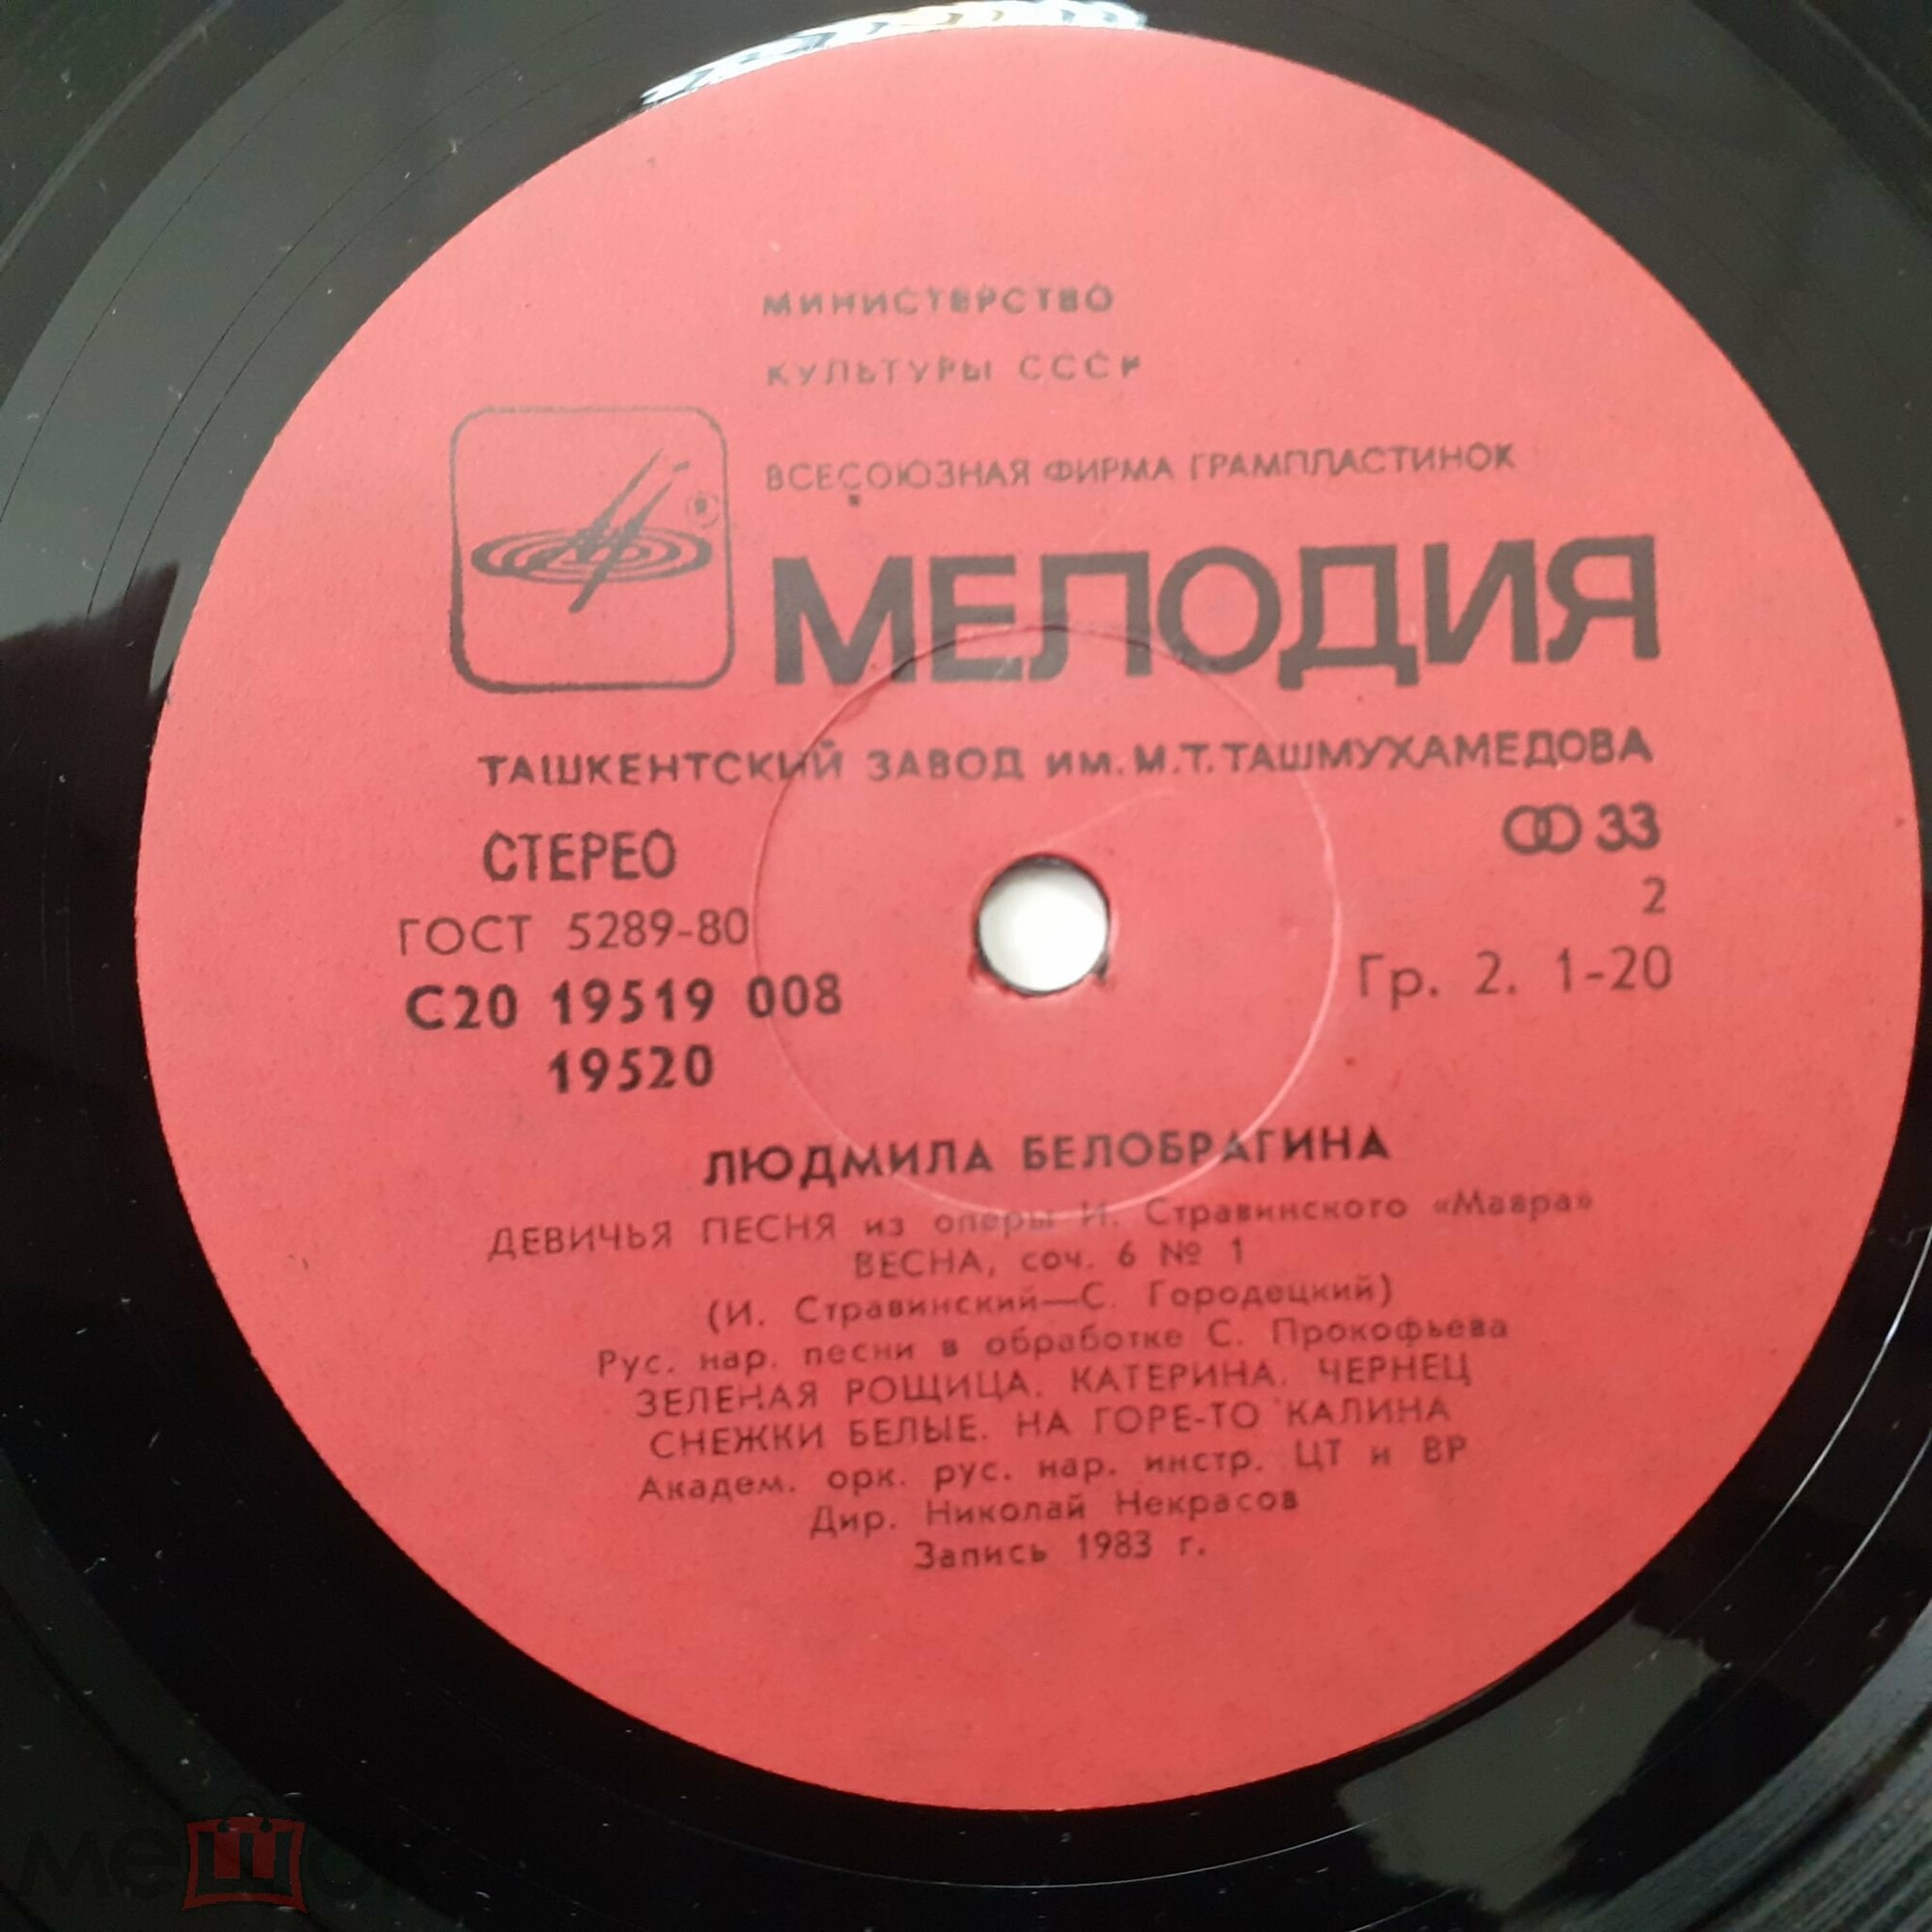 МИНИСТЕРСТВО
КУЛЬТУРЫ СССР
ВСЕСОЮЗНАЯ ФИРМА ГРАМПЛАСТИНОК
МЕЛОДИЯ
ТАШКЕНТСКИЙ ЗАВОД ИМ. М.Т. ТАШМУХАМЕДОВА
СТЕРЕО
33
ГОСТ 5289-80
2
С20 19519 008
Гр. 2. 1-20
19520
ЛЮДМИЛА БЕЛОБРАГИНА
ДЕВИЧЬЯ ПЕСНЯ из оперы И. Стравинского «Мавра»
ВЕСНА, соч. 6 № 1
(И. Стравинский—С. Городецкий)
Рус. нар. песни в обработке С. Прокофьева
ЗЕЛЕНАЯ РОЩИЦА. КАТЕРИНА. ЧЕРНЕЦ
СНЕЖКИ БЕЛЫЕ. НА ГОРЕ-ТО КАЛИНА
Академ. орк. рус. нар. инстр. ЦТ и ВР
Дир. Николай Некрасов
Запись 1983 г.
мешок